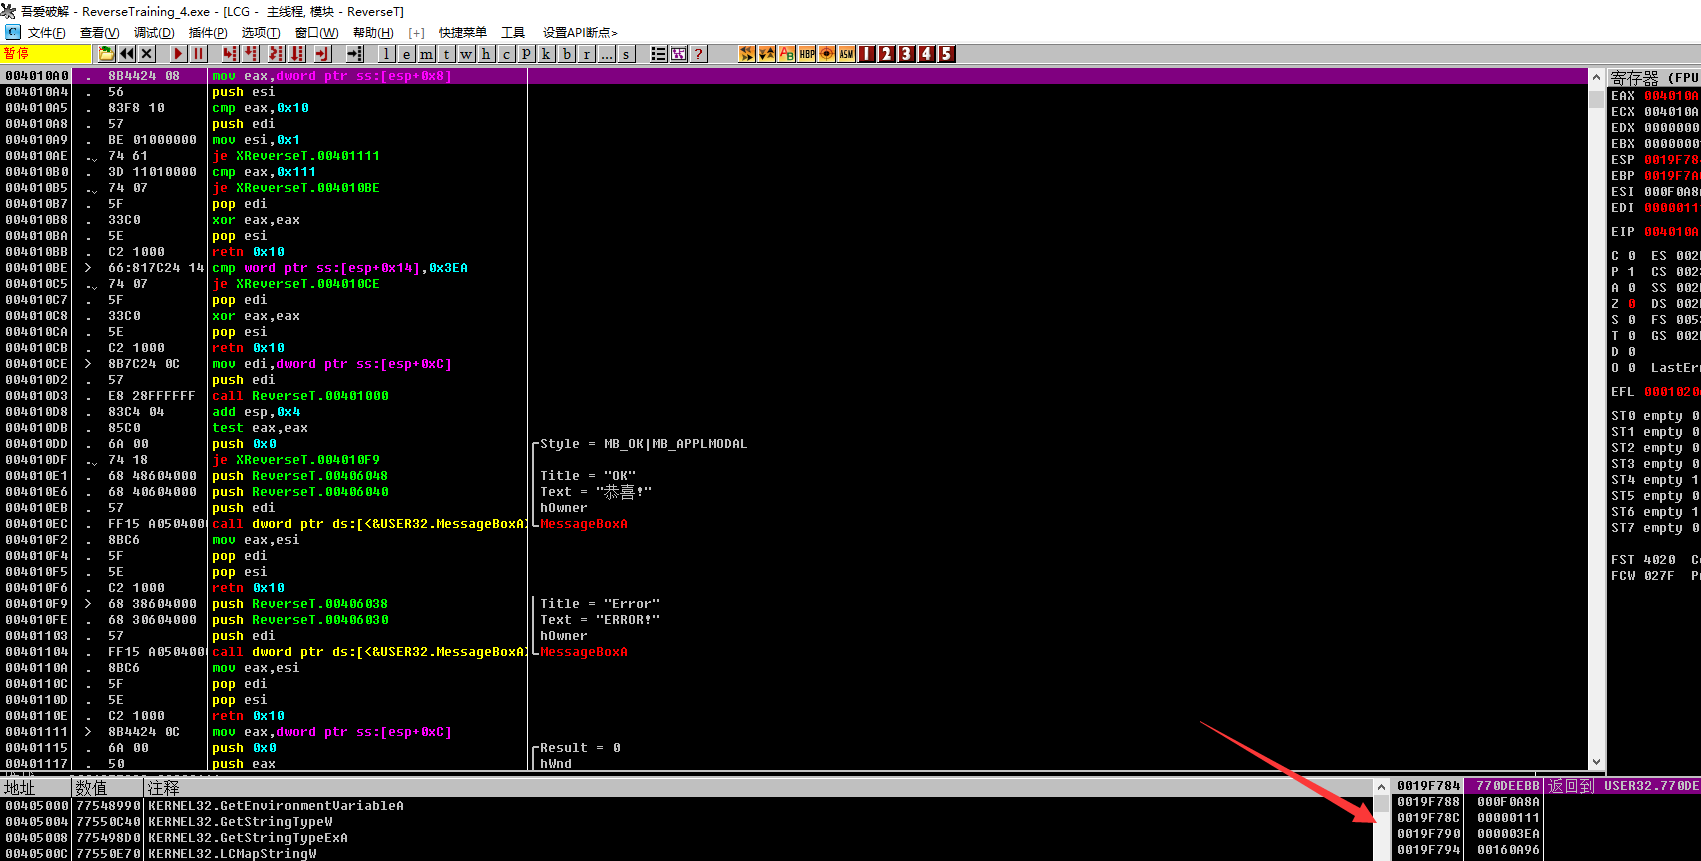 吾爱破解 - ReverseTraining_4.exe - [LCG - 主线程, 模块 - ReverseT]
C 文件(F) 查看(V) 调试(D) 插件(P) 选项(T) 窗口(W) 帮助(H) [+] 快捷菜单 工具 设置API断点>
暂停 l e m t w h c p k b r ... s ? AB HBP ASM 1 2 3 4 5
004010A0 . 8B4424 08 mov eax,dword ptr ss:[esp+0x8]
004010A4 . 56 push esi
004010A5 . 83F8 10 cmp eax,0x10
004010A8 . 57 push edi
004010A9 . BE 01000000 mov esi,0x1
004010AE . 74 61 je XReverseT.00401111
004010B0 . 3D 11010000 cmp eax,0x111
004010B5 . 74 07 je XReverseT.004010BE
004010B7 . 5F pop edi
004010B8 . 33C0 xor eax,eax
004010BA . 5E pop esi
004010BB . C2 1000 retn 0x10
004010BE > 66:817C24 14 cmp word ptr ss:[esp+0x14],0x3EA
004010C5 . 74 07 je XReverseT.004010CE
004010C7 . 5F pop edi
004010C8 . 33C0 xor eax,eax
004010CA . 5E pop esi
004010CB . C2 1000 retn 0x10
004010CE > 8B7C24 0C mov edi,dword ptr ss:[esp+0xC]
004010D2 . 57 push edi
004010D3 . E8 28FFFFFF call ReverseT.00401000
004010D8 . 83C4 04 add esp,0x4
004010DB . 85C0 test eax,eax
004010DD . 6A 00 push 0x0 Style = MB_OK|MB_APPLMODAL
004010DF . 74 18 je XReverseT.004010F9
004010E1 . 68 48604000 push ReverseT.00406048 Title = "OK"
004010E6 . 68 40604000 push ReverseT.00406040 Text = "恭喜!"
004010EB . 57 push edi hOwner
004010EC . FF15 A0504000 call dword ptr ds:[<&USER32.MessageBoxA> MessageBoxA
004010F2 . 8BC6 mov eax,esi
004010F4 . 5F pop edi
004010F5 . 5E pop esi
004010F6 . C2 1000 retn 0x10
004010F9 > 68 38604000 push ReverseT.00406038 Title = "Error"
004010FE . 68 30604000 push ReverseT.00406030 Text = "ERROR!"
00401103 . 57 push edi hOwner
00401104 . FF15 A0504000 call dword ptr ds:[<&USER32.MessageBoxA> MessageBoxA
0040110A . 8BC6 mov eax,esi
0040110C . 5F pop edi
0040110D . 5E pop esi
0040110E . C2 1000 retn 0x10
00401111 > 8B4424 0C mov eax,dword ptr ss:[esp+0xC]
00401115 . 6A 00 push 0x0 Result = 0
00401117 . 50 push eax hWnd
寄存器 (FPU
EAX 004010A
ECX 004010A
EDX 0000000
EBX 0000000
ESP 0019F78
EBP 0019F7A
ESI 000F0A8
EDI 0000011
EIP 004010A
C 0 ES 002
P 1 CS 002
A 0 SS 002
Z 0 DS 002
S 0 FS 005
T 0 GS 002
D 0
O 0 LastEr
EFL 0001020
ST0 empty 0
ST1 empty 0
ST2 empty 0
ST3 empty 0
ST4 empty 1
ST5 empty 0
ST6 empty 1
ST7 empty 0
FST 4020 C
FCW 027F P
地址 数值 注释
00405000 77548990 KERNEL32.GetEnvironmentVariableA
00405004 77550C40 KERNEL32.GetStringTypeW
00405008 775498D0 KERNEL32.GetStringTypeExA
0040500C 77550E70 KERNEL32.LCMapStringW
0019F784 770DEEBB 返回到 USER32.770DE
0019F788 000F0A8A
0019F78C 00000111
0019F790 000003EA
0019F794 00160A96